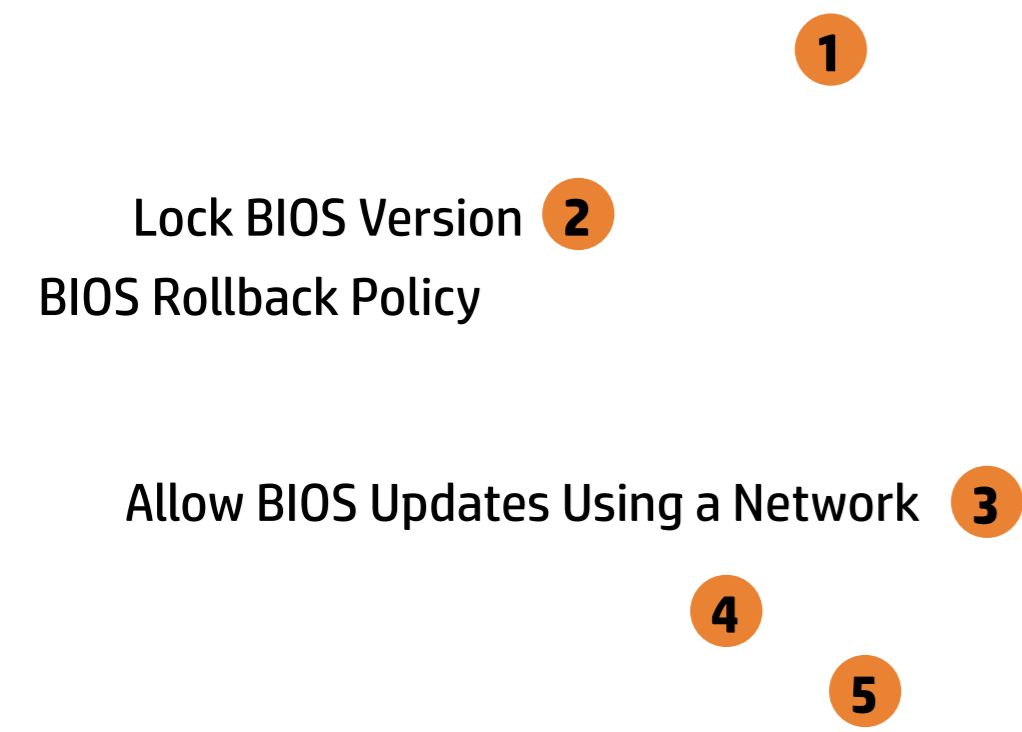 1
Lock BIOS Version 2
BIOS Rollback Policy
Allow BIOS Updates Using a Network 3
4
5